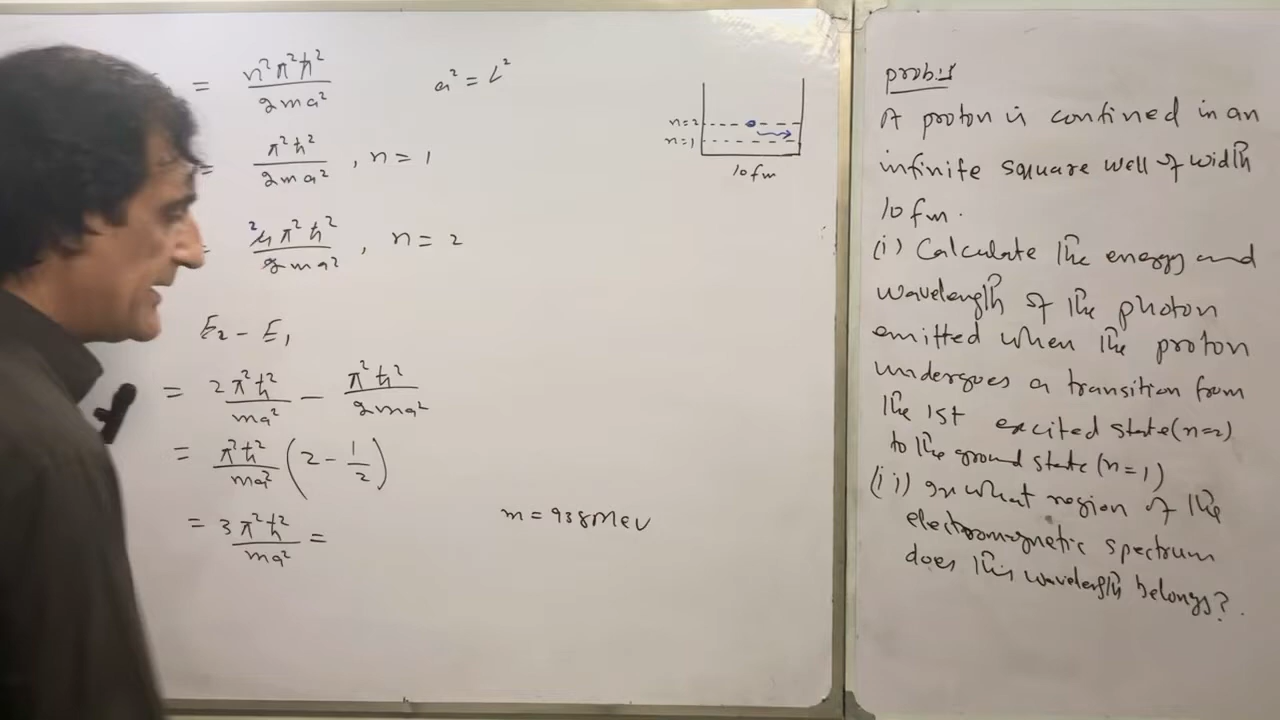 = n²π²ħ² / 2ma²
a² = L²
= π²ħ² / 2ma² , n = 1
= ²4π²ħ² / 2ma² , n = 2
E₂ - E₁
= 2π²ħ² / ma² - π²ħ² / 2ma²
= π²ħ² / ma² (2 - 1/2)
= 3π²ħ² / ma² =
m = 938MeV
n=2
n=1
10fm
prob:1
A proton is confined in an
infinite square well of width
10 fm.
(i) Calculate the energy and
wavelength of the photon
emitted when the proton
undergoes a transition from
the 1st excited state (n=2)
to the ground state (n=1)
(ii) In what region of the
electromagnetic spectrum
does this wavelength belongs?